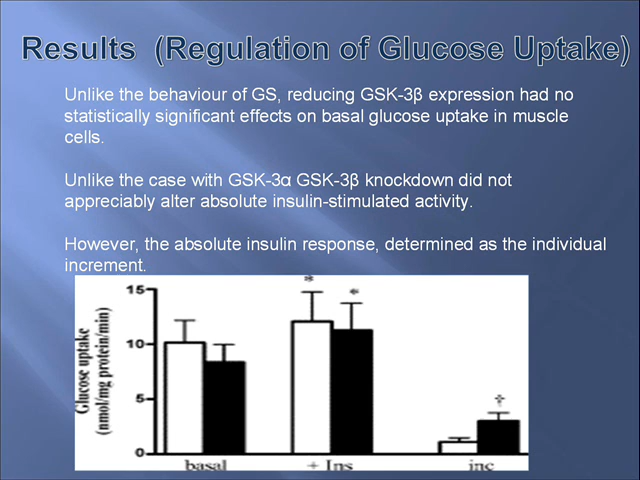 Results (Regulation of Glucose Uptake)
Unlike the behaviour of GS, reducing GSK-3β expression had no
statistically significant effects on basal glucose uptake in muscle
cells.
Unlike the case with GSK-3α GSK-3β knockdown did not
appreciably alter absolute insulin-stimulated activity.
However, the absolute insulin response, determined as the individual
increment.
Glucose uptake
(nmol/mg protein/min)
15
10
5
0
*
*
†
basal
+ Ins
inc